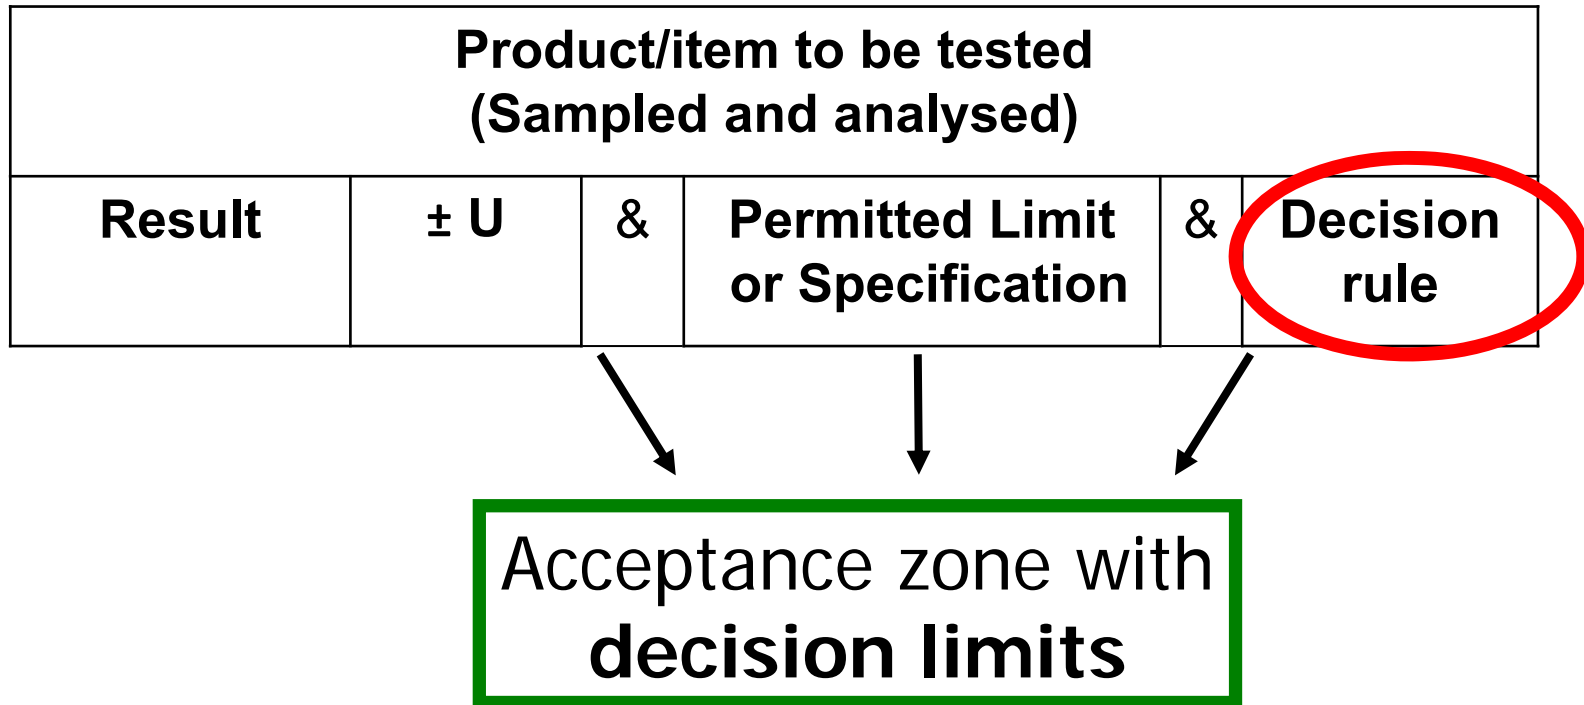 Product/item to be tested
(Sampled and analysed)
Result ± U & Permitted Limit & Decision
or Specification rule
Acceptance zone with
decision limits